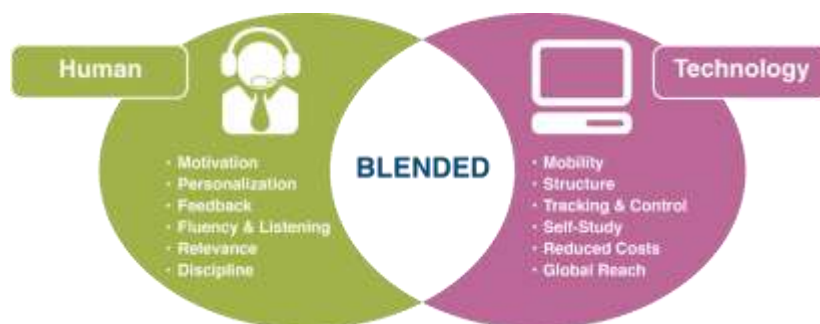 Human
• Motivation
• Personalization
• Feedback
• Fluency & Listening
• Relevance
• Discipline
BLENDED
Technology
• Mobility
• Structure
• Tracking & Control
• Self-Study
• Reduced Costs
• Global Reach